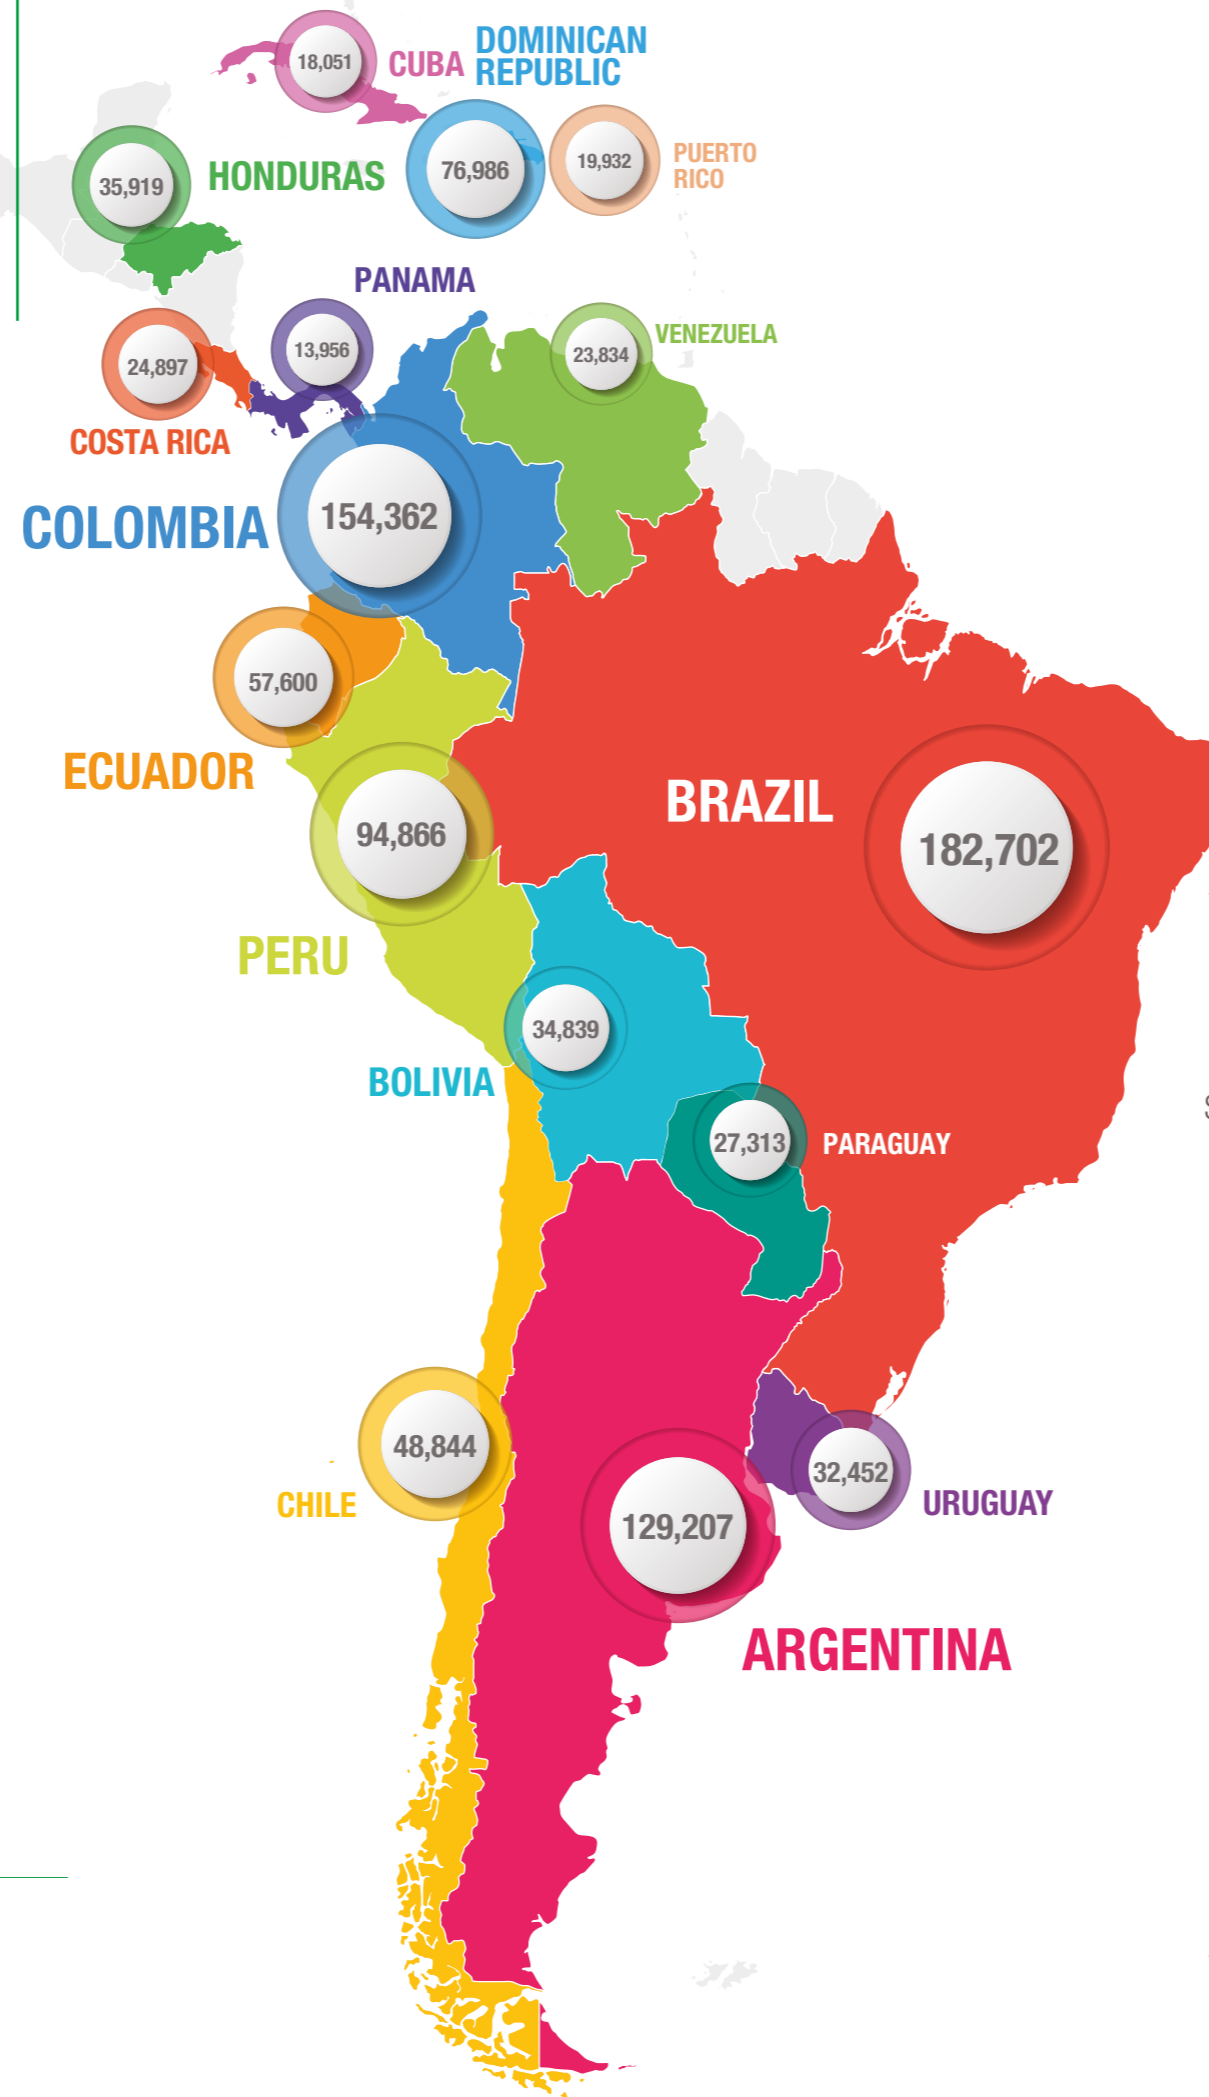 18,051
CUBA
DOMINICAN
REPUBLIC
35,919
HONDURAS
76,986
19,932
PUERTO
RICO
PANAMA
24,897
13,956
23,834
VENEZUELA
COSTA RICA
COLOMBIA
154,362
57,600
ECUADOR
94,866
BRAZIL
182,702
PERU
34,839
BOLIVIA
27,313
PARAGUAY
48,844
CHILE
32,452
URUGUAY
129,207
ARGENTINA